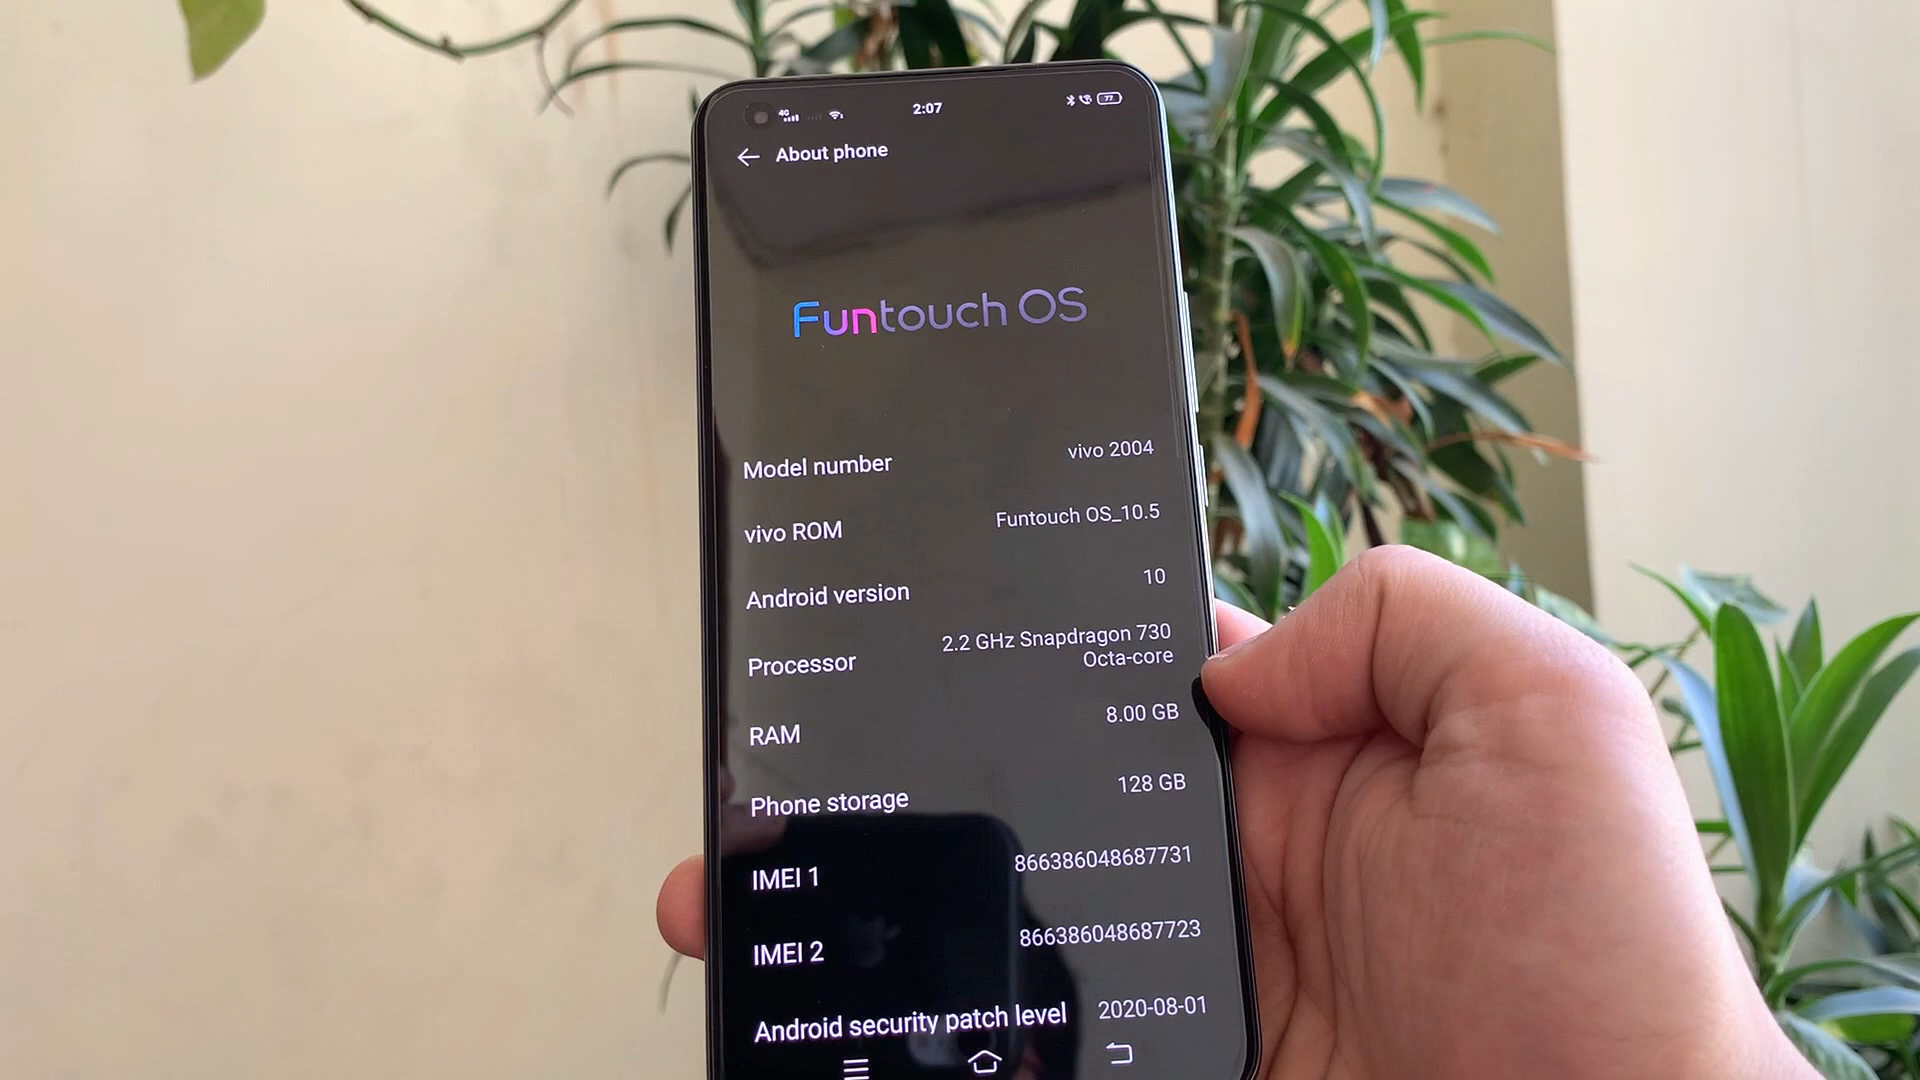 4G 2:07 77
About phone
Funtouch OS
Model number vivo 2004
vivo ROM Funtouch OS_10.5
Android version 10
Processor 2.2 GHz Snapdragon 730
Octa-core
RAM 8.00 GB
Phone storage 128 GB
IMEI 1 866386048687731
IMEI 2 866386048687723
Android security patch level 2020-08-01